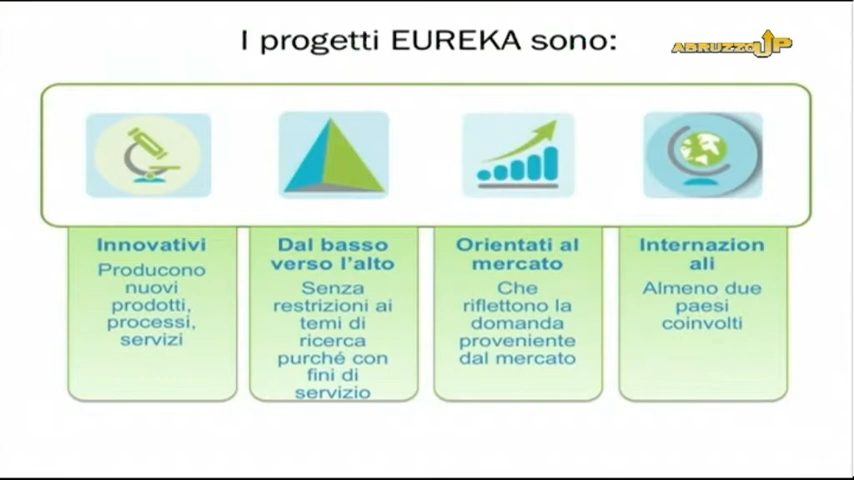 I progetti EUREKA sono:
ABRUZZOUP
Innovativi
Producono
nuovi
prodotti,
processi,
servizi
Dal basso
verso l'alto
Senza
restrizioni ai
temi di
ricerca
purché con
fini di
servizio
Orientati al
mercato
Che
riflettono la
domanda
proveniente
dal mercato
Internazion
ali
Almeno due
paesi
coinvolti